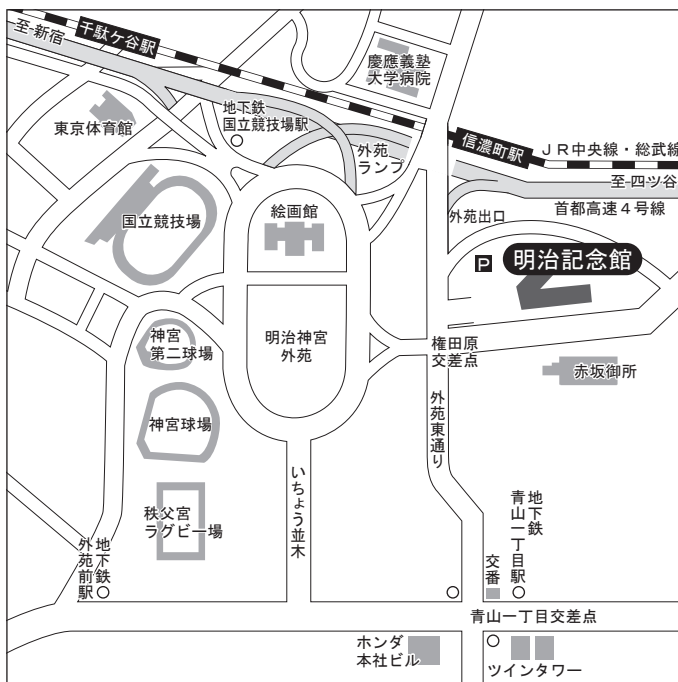 至 新宿
千駄ケ谷駅
慶應義塾
大学病院
地下鉄
国立競技場駅
東京体育館
外苑
ランプ
信濃町駅
JR中央線・総武線
至 四ツ谷
首都高速4号線
外苑出口
国立競技場
絵画館
P
明治記念館
神宮
第二球場
明治神宮
外苑
権田原
交差点
赤坂御所
神宮球場
外苑東通り
いちょう並木
秩父宮
ラグビー場
地下鉄
外苑前駅
地下鉄
青山一丁目駅
交番
青山一丁目交差点
ホンダ
本社ビル
ツインタワー